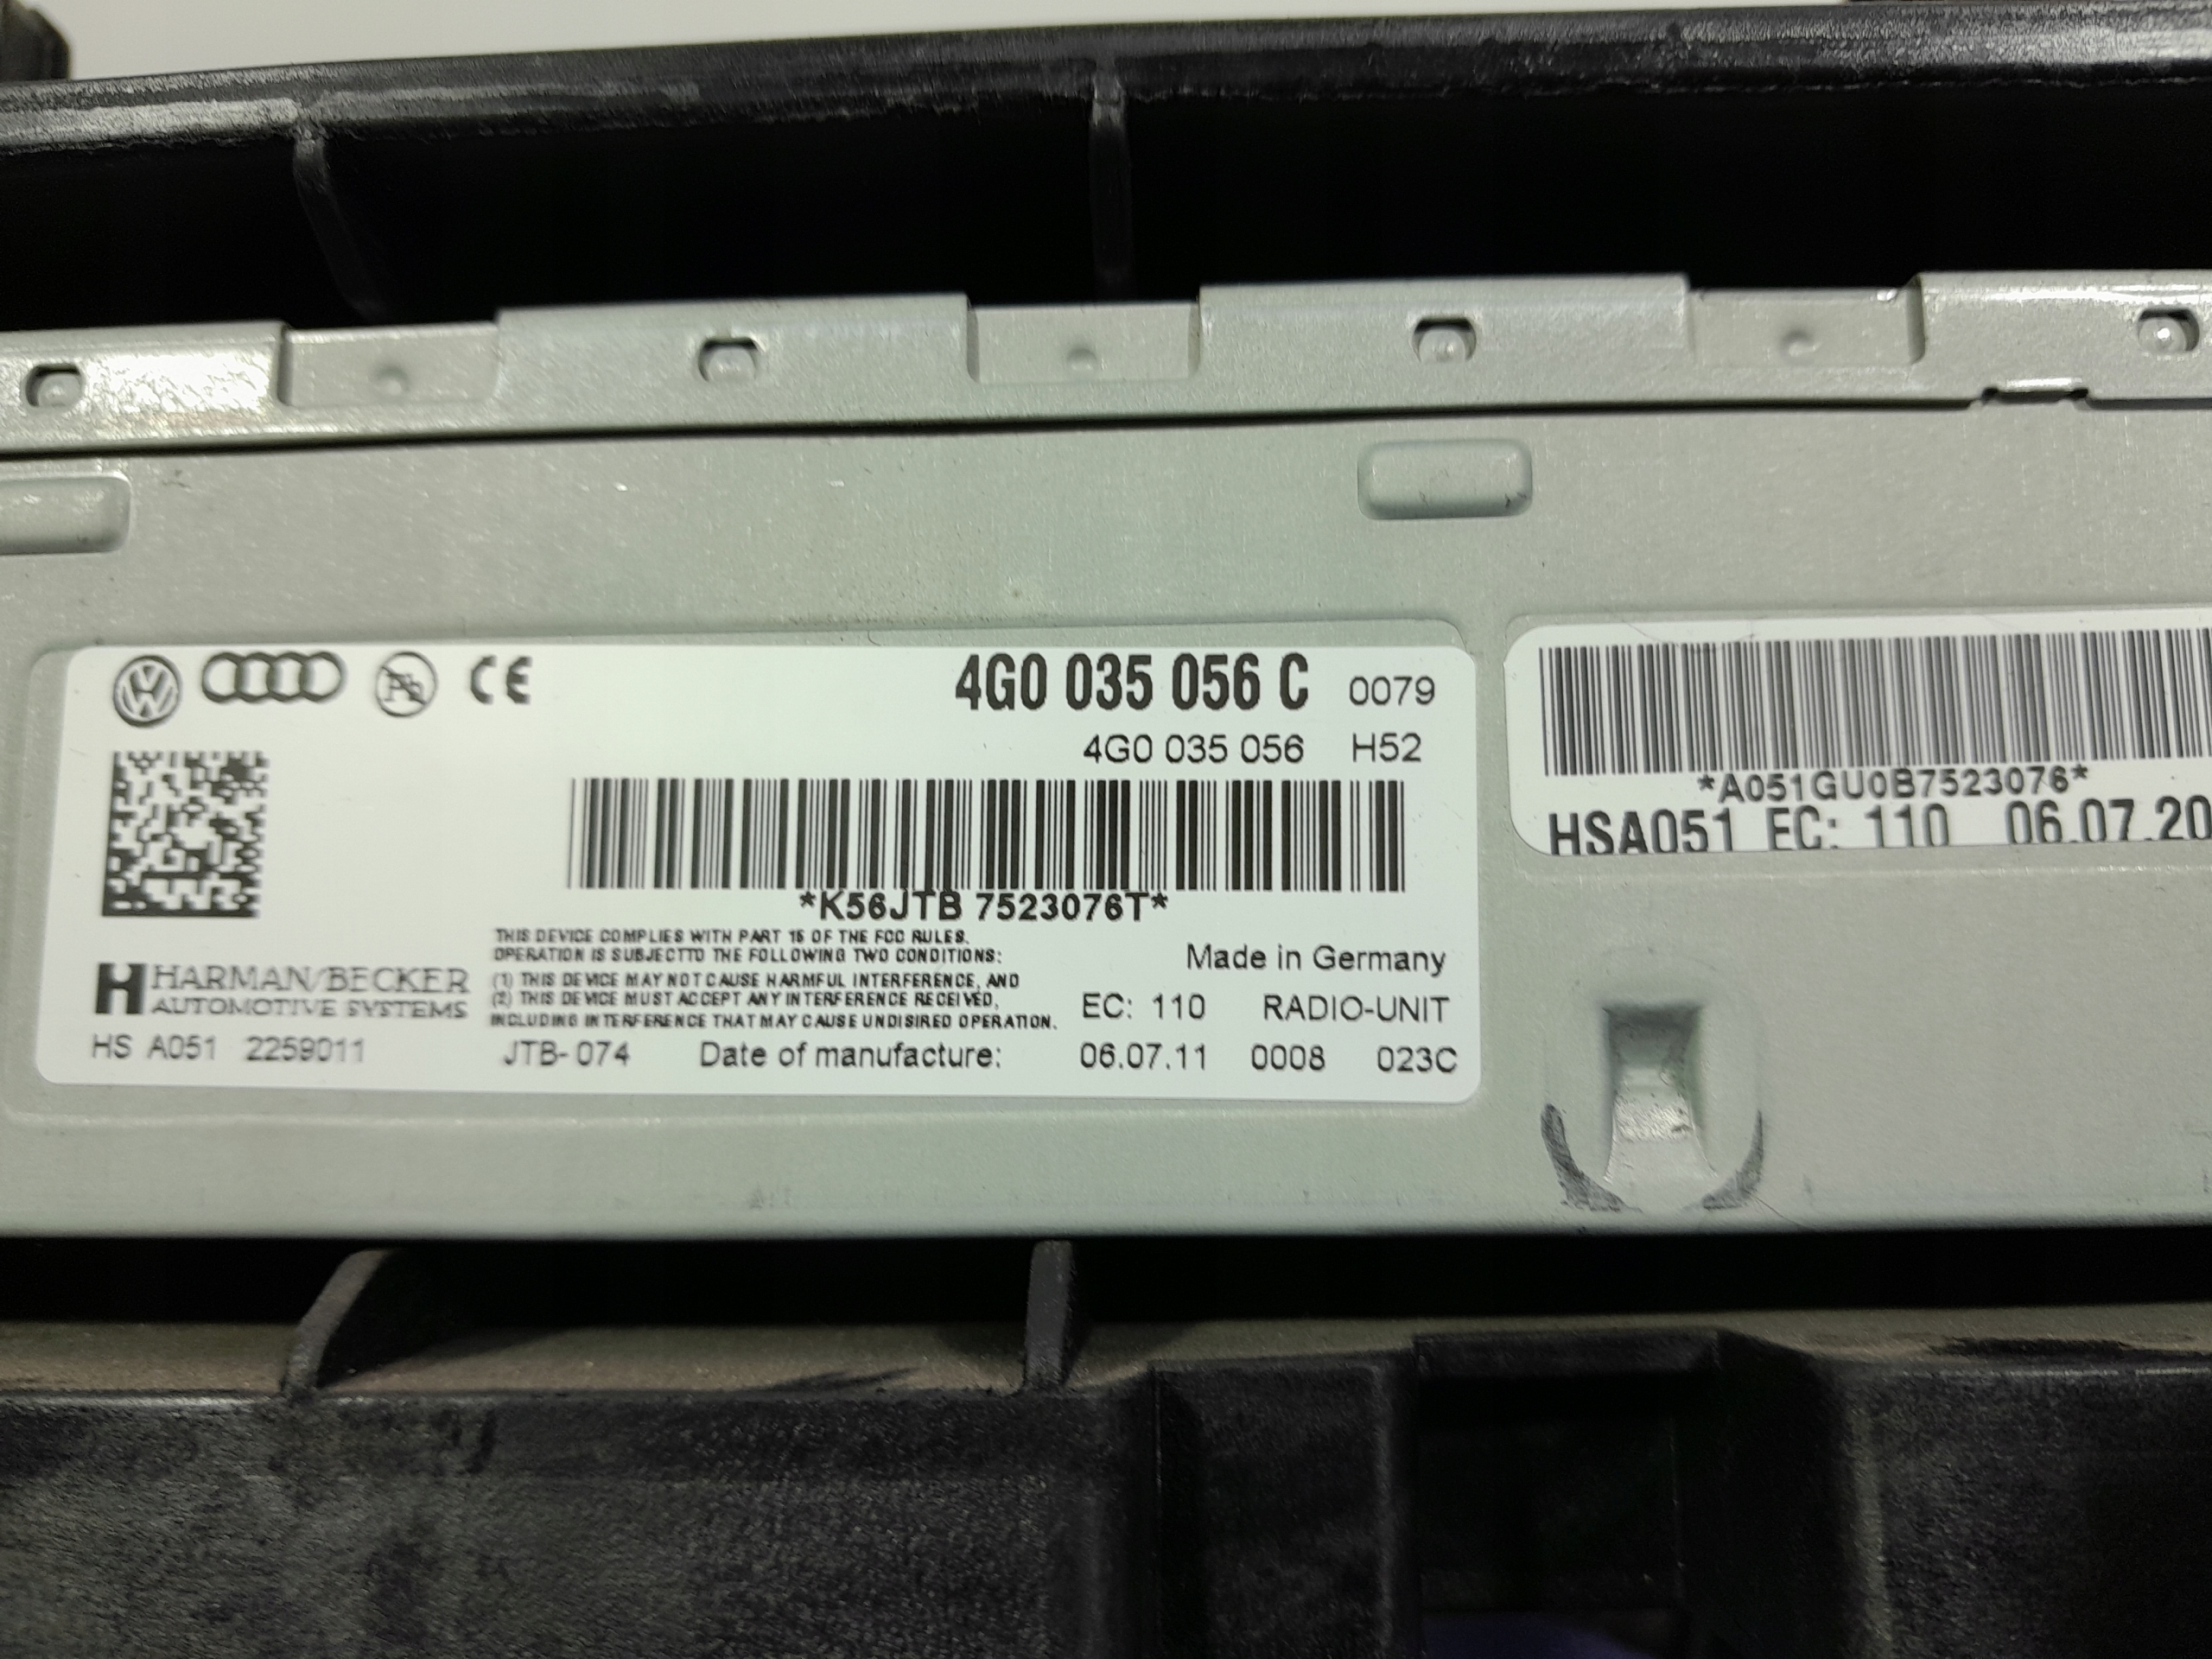 4G0 035 056 C 0079
4G0 035 056 H52
*K56JTB 7523076T*
THIS DEVICE COMPLIES WITH PART 15 OF THE FCC RULES.
OPERATION IS SUBJECTTO THE FOLLOWING TWO CONDITIONS:
(1) THIS DEVICE MAY NOT CAUSE HARMFUL INTERFERENCE, AND
(2) THIS DEVICE MUST ACCEPT ANY INTERFERENCE RECEIVED,
INCLUDING INTERFERENCE THAT MAY CAUSE UNDISIRED OPERATION.
Made in Germany
HARMAN/BECKER
AUTOMOTIVE SYSTEMS
EC: 110 RADIO-UNIT
HS A051 2259011 JTB-074 Date of manufacture: 06.07.11 0008 023C
*A051GU0B7523076*
HSA051 EC: 110 06.07.20